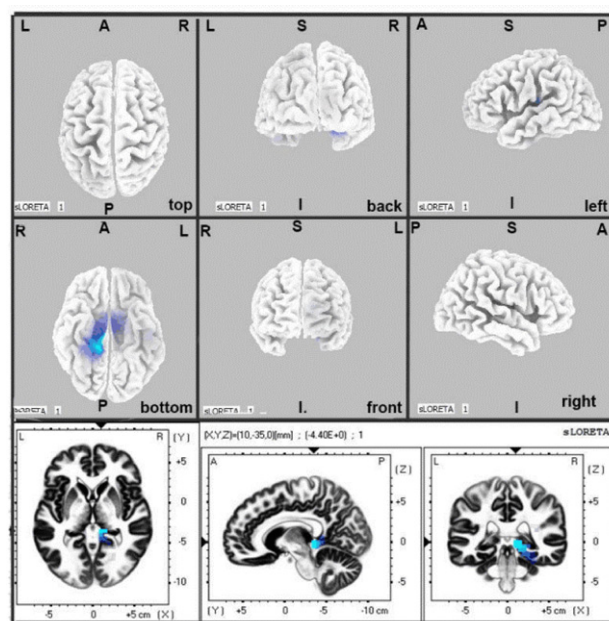 L A R
L S R
A S P
sLORETA 1 P top
sLORETA 1 I back
sLORETA 1 I left
R A L
R S L
P S A
P bottom
sLORETA 1 I. front
sLORETA 1 I right
[X,Y,Z]=(10,-35,0)[mm] ; (-4.40E+0) ; 1 sLORETA
L R (Y)
A P (Z)
L R (Z)
+5
0
-5
-10
-5 0 +5 cm (X)
+5
0
-5
(Y) +5 0 -5 -10 cm
+5
0
-5
-5 0 +5 cm (X)